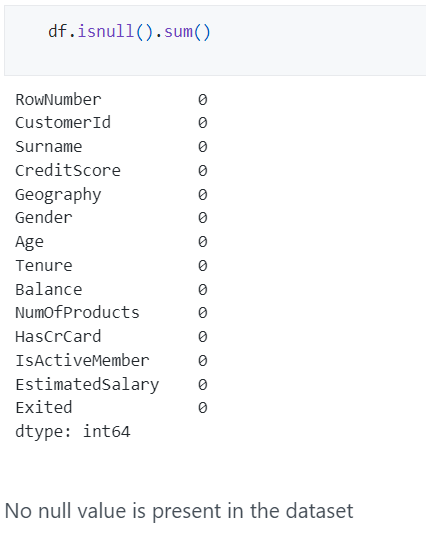 df.isnull().sum()
RowNumber 0
CustomerId 0
Surname 0
CreditScore 0
Geography 0
Gender 0
Age 0
Tenure 0
Balance 0
NumOfProducts 0
HasCrCard 0
IsActiveMember 0
EstimatedSalary 0
Exited 0
dtype: int64
No null value is present in the dataset